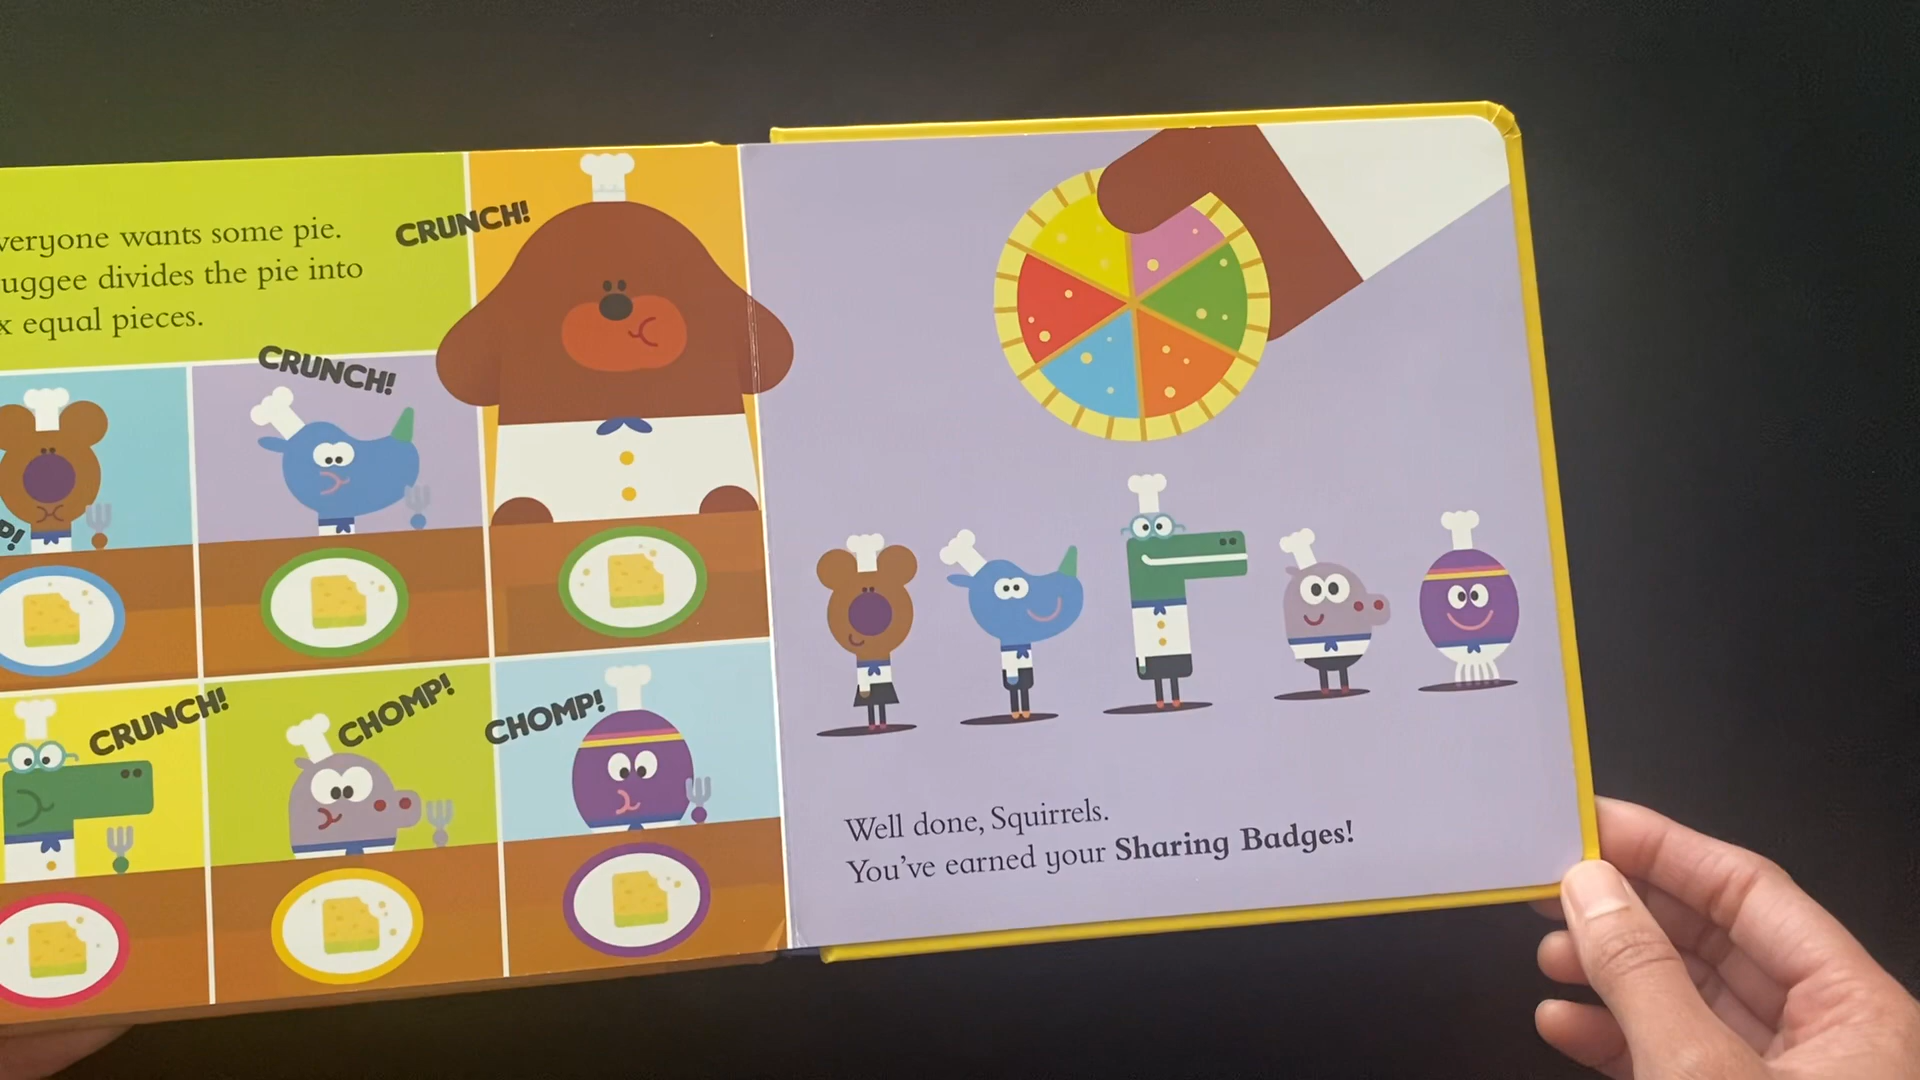 veryone wants some pie.
uggee divides the pie into
x equal pieces.
CRUNCH!
CRUNCH!
P!
CRUNCH!
CHOMP!
CHOMP!
Well done, Squirrels.
You've earned your Sharing Badges!